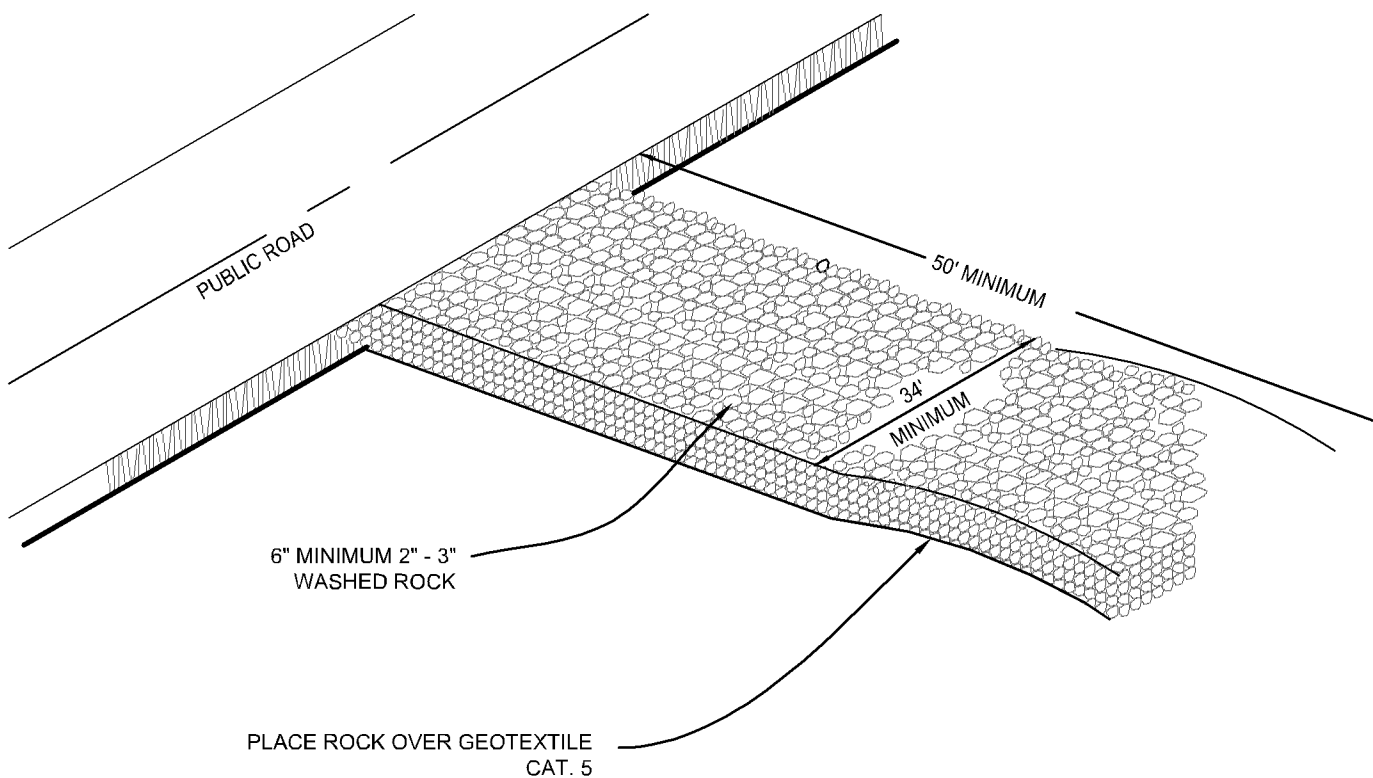 PUBLIC ROAD
50' MINIMUM
34'
MINIMUM
6" MINIMUM 2" - 3"
WASHED ROCK
PLACE ROCK OVER GEOTEXTILE
CAT. 5